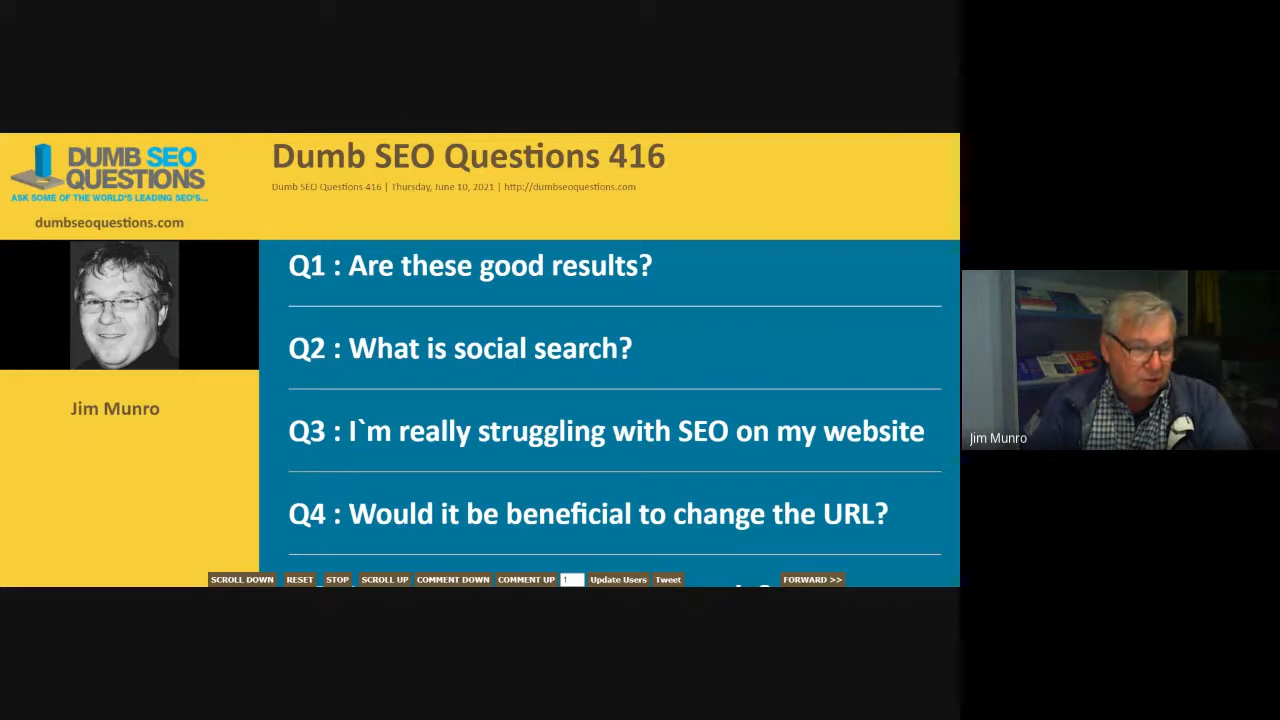 DUMB SEO
QUESTIONS
ASK SOME OF THE WORLD'S LEADING SEO'S...
dumbseoquestions.com
Dumb SEO Questions 416
Dumb SEO Questions 416 | Thursday, June 10, 2021 | http://dumbseoquestions.com
Jim Munro
Q1 : Are these good results?
Q2 : What is social search?
Q3 : I`m really struggling with SEO on my website
Q4 : Would it be beneficial to change the URL?
SCROLL DOWN RESET STOP SCROLL UP COMMENT DOWN COMMENT UP 1 Update Users Tweet FORWARD >>
Jim Munro